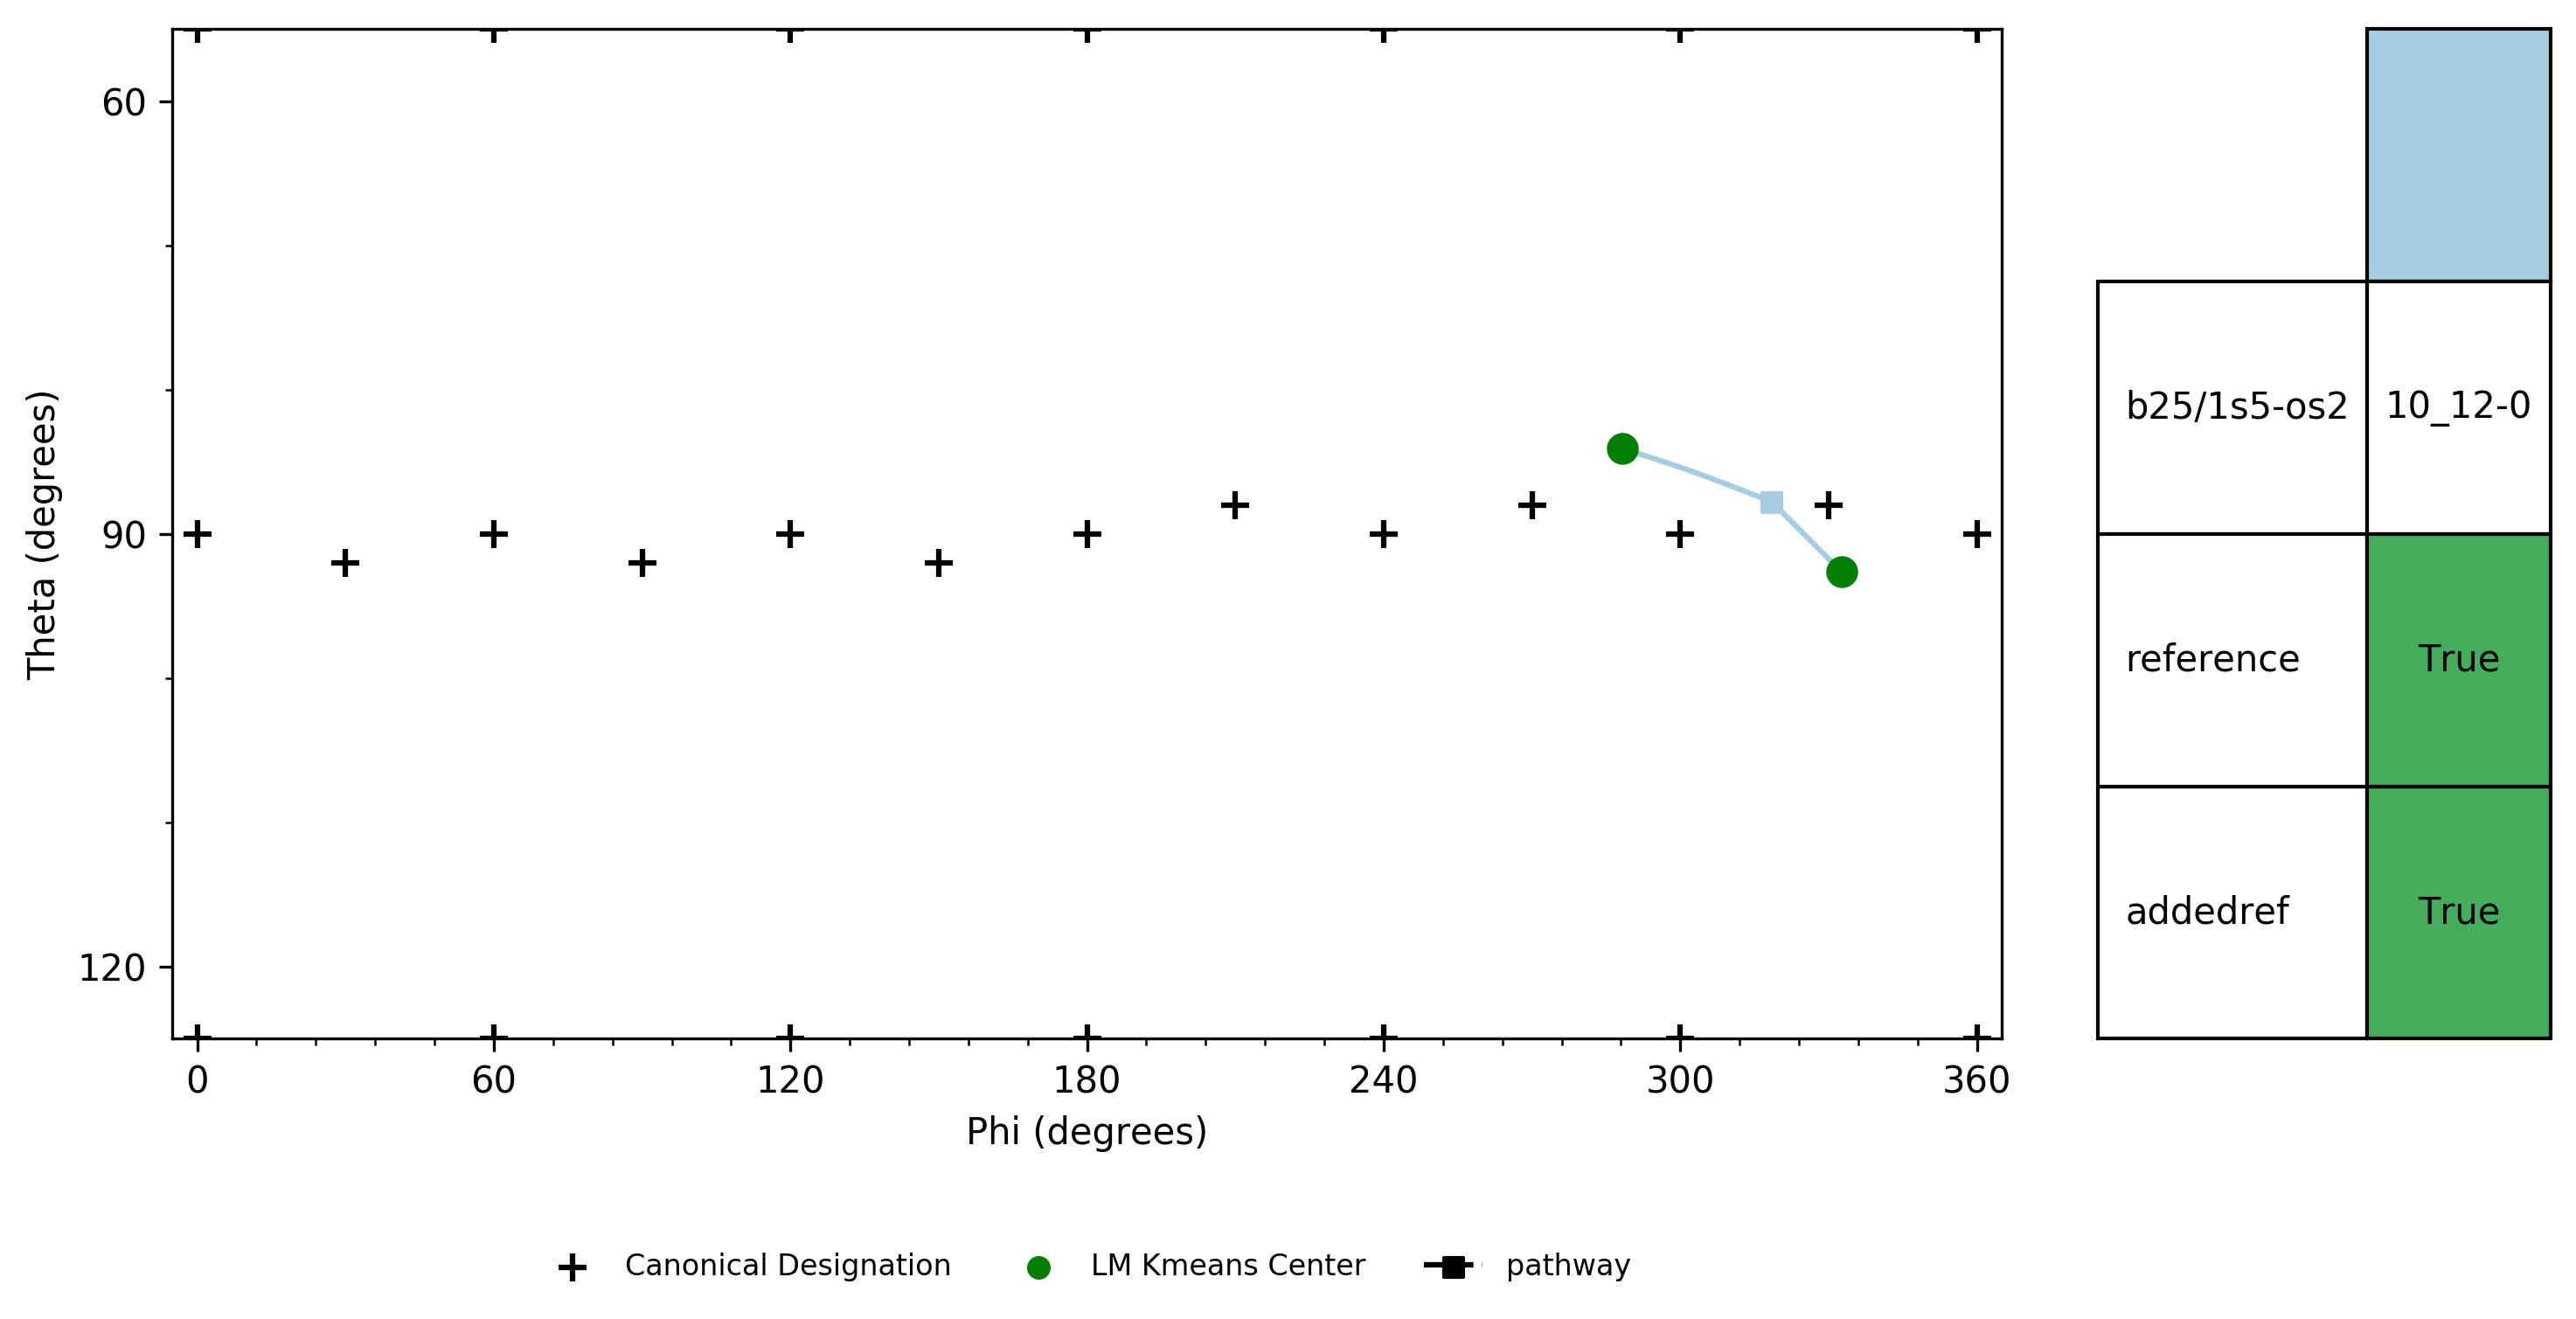 60
90
120
Theta (degrees)
0 60 120 180 240 300 360
Phi (degrees)
Canonical Designation LM Kmeans Center pathway
b25/1s5-os2 10_12-0
reference True
addedref True